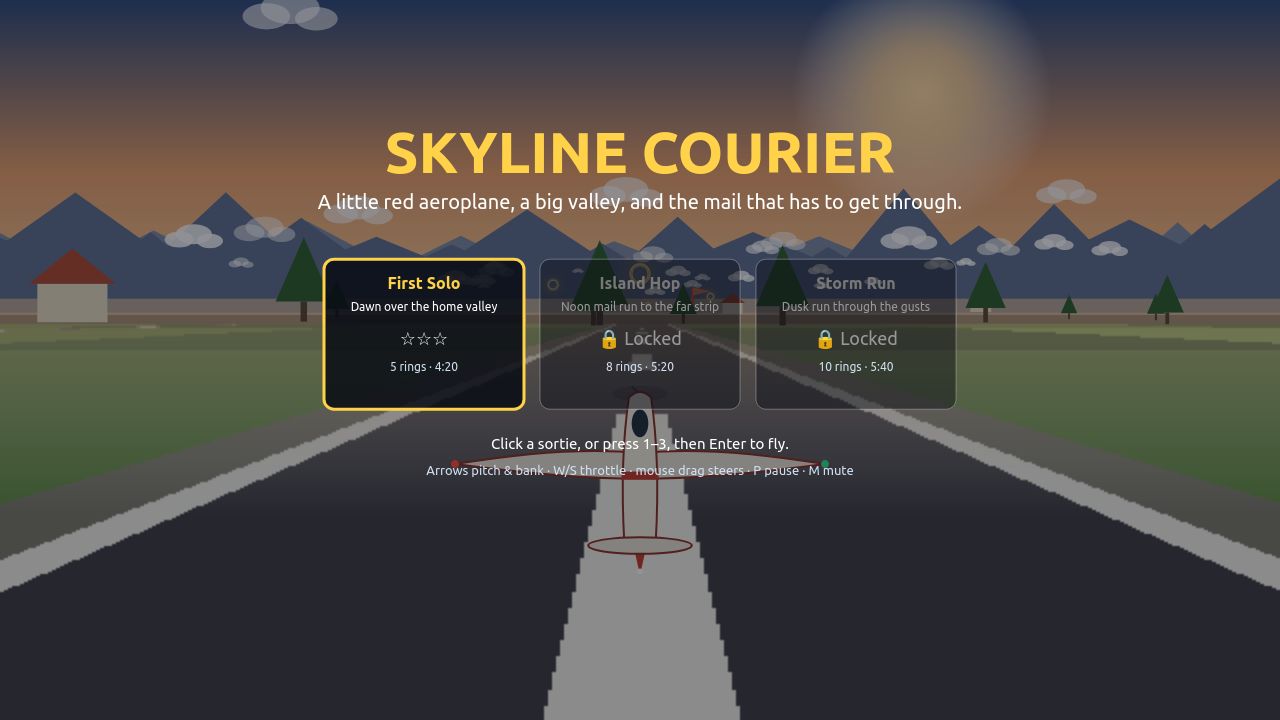 SKYLINE COURIER
A little red aeroplane, a big valley, and the mail that has to get through.
First Solo
Dawn over the home valley
☆☆☆
5 rings · 4:20
Island Hop
Noon mail run to the far strip
🔒 Locked
8 rings · 5:20
Storm Run
Dusk run through the gusts
🔒 Locked
10 rings · 5:40
Click a sortie, or press 1–3, then Enter to fly.
Arrows pitch & bank · W/S throttle · mouse drag steers · P pause · M mute